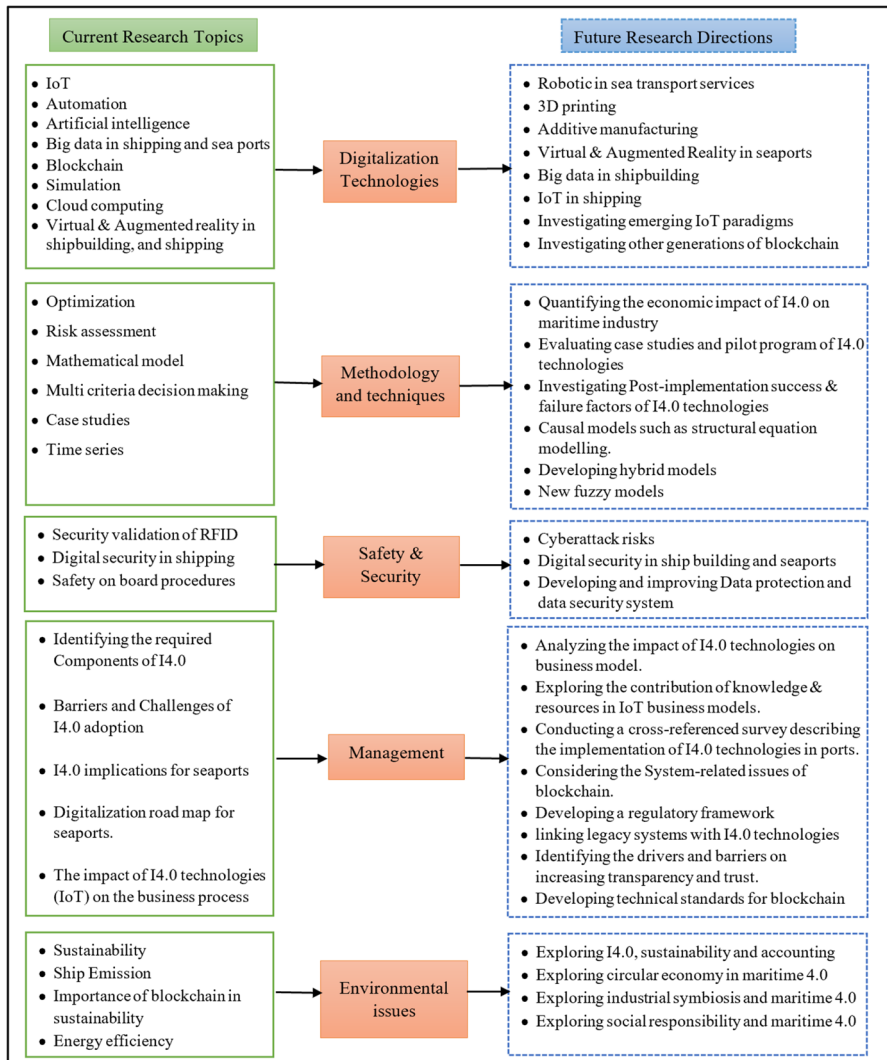 Current Research Topics
Future Research Directions
• IoT
• Automation
• Artificial intelligence
• Big data in shipping and sea ports
• Blockchain
• Simulation
• Cloud computing
• Virtual & Augmented reality in
shipbuilding, and shipping
Digitalization
Technologies
• Robotic in sea transport services
• 3D printing
• Additive manufacturing
• Virtual & Augmented Reality in seaports
• Big data in shipbuilding
• IoT in shipping
• Investigating emerging IoT paradigms
• Investigating other generations of blockchain
• Optimization
• Risk assessment
• Mathematical model
• Multi criteria decision making
• Case studies
• Time series
Methodology
and techniques
• Quantifying the economic impact of I4.0 on
maritime industry
• Evaluating case studies and pilot program of I4.0
technologies
• Investigating Post-implementation success &
failure factors of I4.0 technologies
• Causal models such as structural equation
modelling.
• Developing hybrid models
• New fuzzy models
• Security validation of RFID
• Digital security in shipping
• Safety on board procedures
Safety &
Security
• Cyberattack risks
• Digital security in ship building and seaports
• Developing and improving Data protection and
data security system
• Identifying the required
Components of I4.0
• Barriers and Challenges of
I4.0 adoption
• I4.0 implications for seaports
• Digitalization road map for
seaports.
• The impact of I4.0 technologies
(IoT) on the business process
Management
• Analyzing the impact of I4.0 technologies on
business model.
• Exploring the contribution of knowledge &
resources in IoT business models.
• Conducting a cross-referenced survey describing
the implementation of I4.0 technologies in ports.
• Considering the System-related issues of
blockchain.
• Developing a regulatory framework
• linking legacy systems with I4.0 technologies
• Identifying the drivers and barriers on
increasing transparency and trust.
• Developing technical standards for blockchain
• Sustainability
• Ship Emission
• Importance of blockchain in
sustainability
• Energy efficiency
Environmental
issues
• Exploring I4.0, sustainability and accounting
• Exploring circular economy in maritime 4.0
• Exploring industrial symbiosis and maritime 4.0
• Exploring social responsibility and maritime 4.0